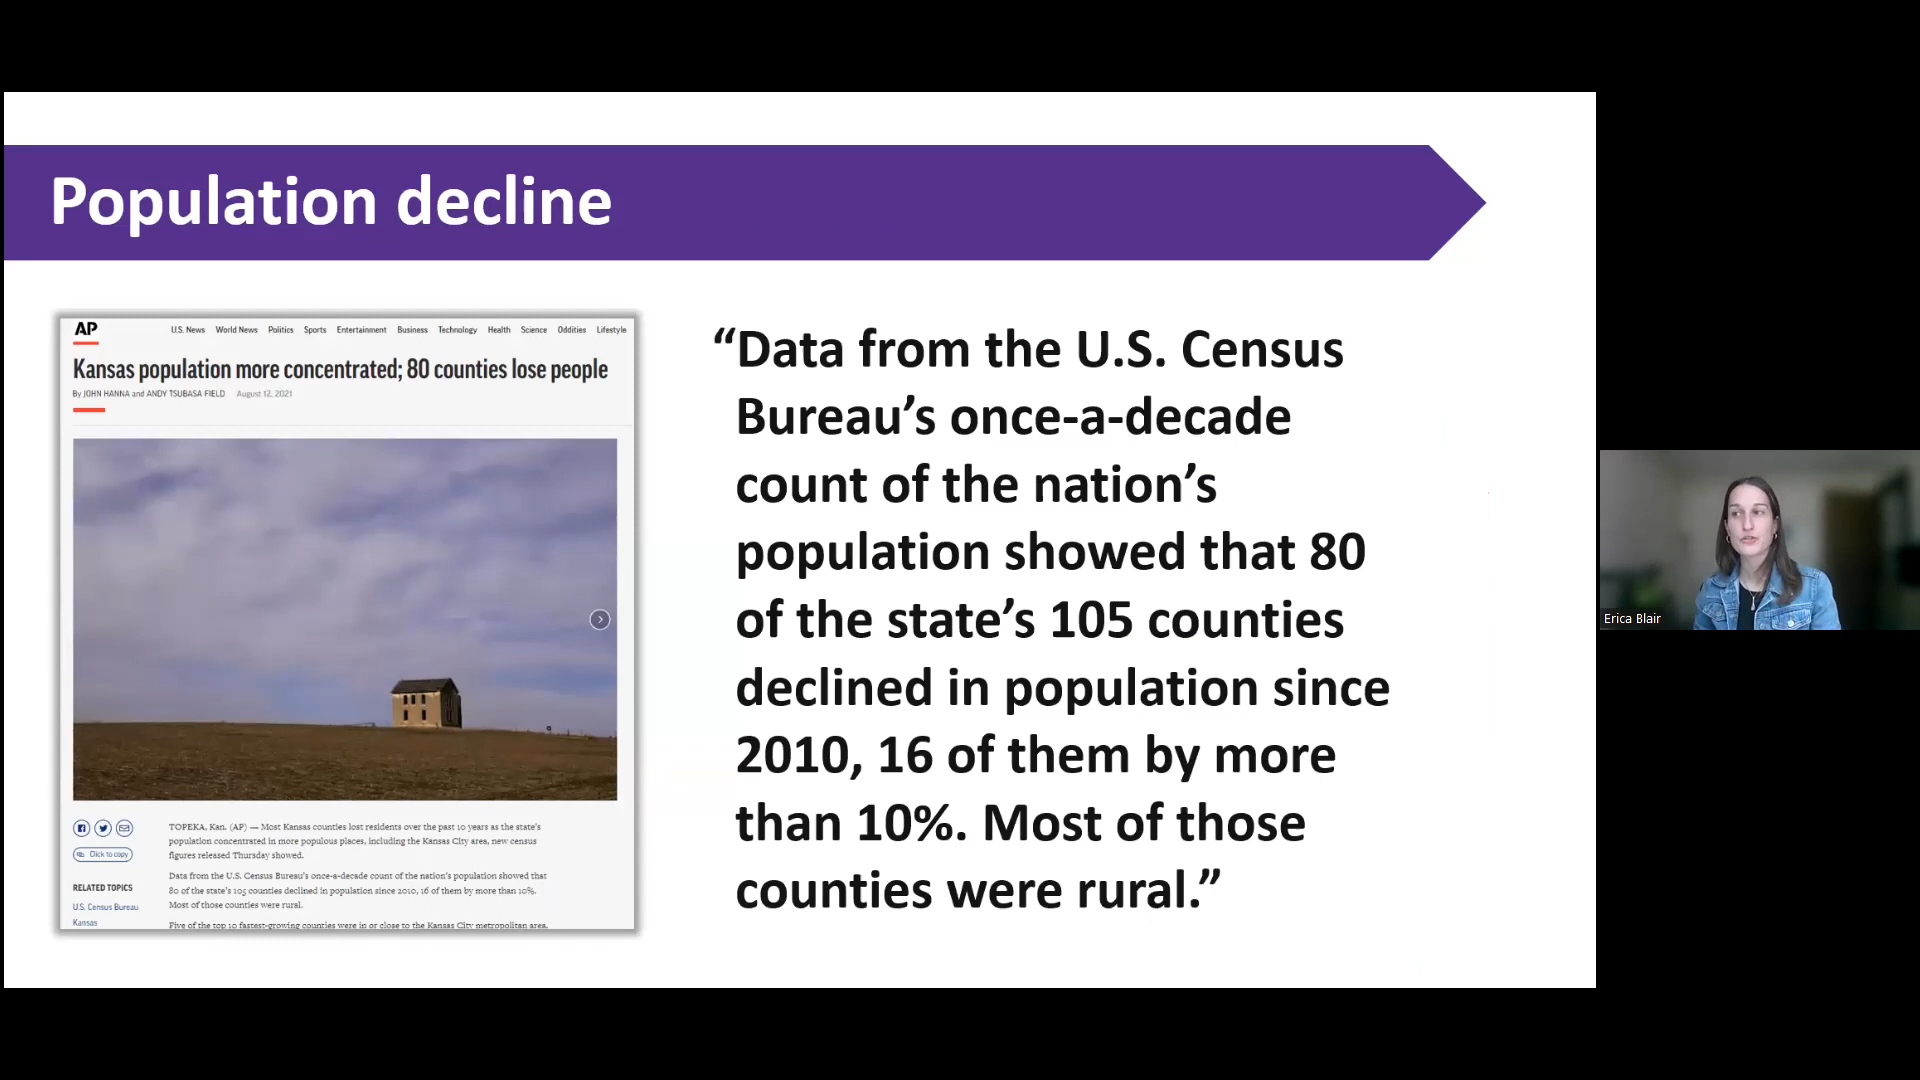 Population decline
AP
U.S. News World News Politics Sports Entertainment Business Technology Health Science Oddities Lifestyle
Kansas population more concentrated; 80 counties lose people
By JOHN HANNA and ANDY TSUBASA FIELD August 12, 2021
Click to copy
RELATED TOPICS
U.S. Census Bureau
Kansas
TOPEKA, Kan. (AP) — Most Kansas counties lost residents over the past 10 years as the state's
population concentrated in more populous places, including the Kansas City area, new census
figures released Thursday showed.
Data from the U.S. Census Bureau's once-a-decade count of the nation's population showed that
80 of the state's 105 counties declined in population since 2010, 16 of them by more than 10%.
Most of those counties were rural.
Five of the top 10 fastest-growing counties were in or close to the Kansas City metropolitan area,
“Data from the U.S. Census
Bureau’s once-a-decade
count of the nation’s
population showed that 80
of the state’s 105 counties
declined in population since
2010, 16 of them by more
than 10%. Most of those
counties were rural.”
Erica Blair